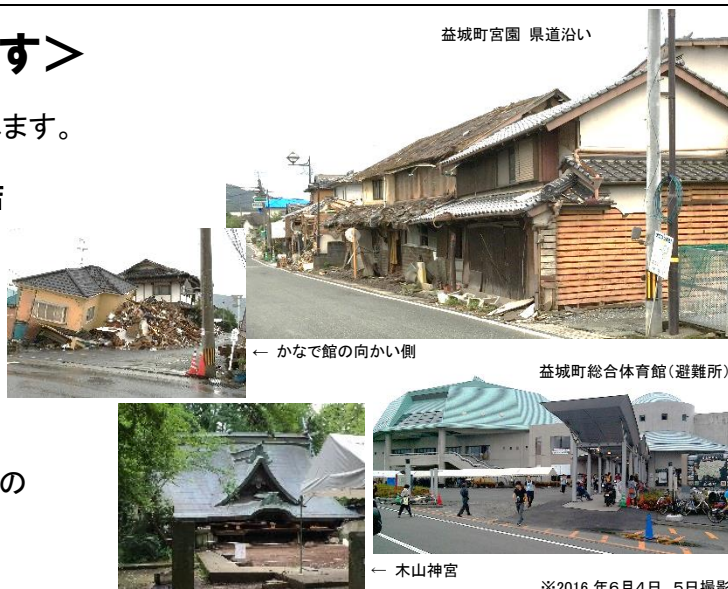 す＞
益城町宮園 県道沿い
ます。
← かなで館の向かい側
益城町総合体育館(避難所)
の
← 木山神宮
※2016 年6月4日、5日撮影